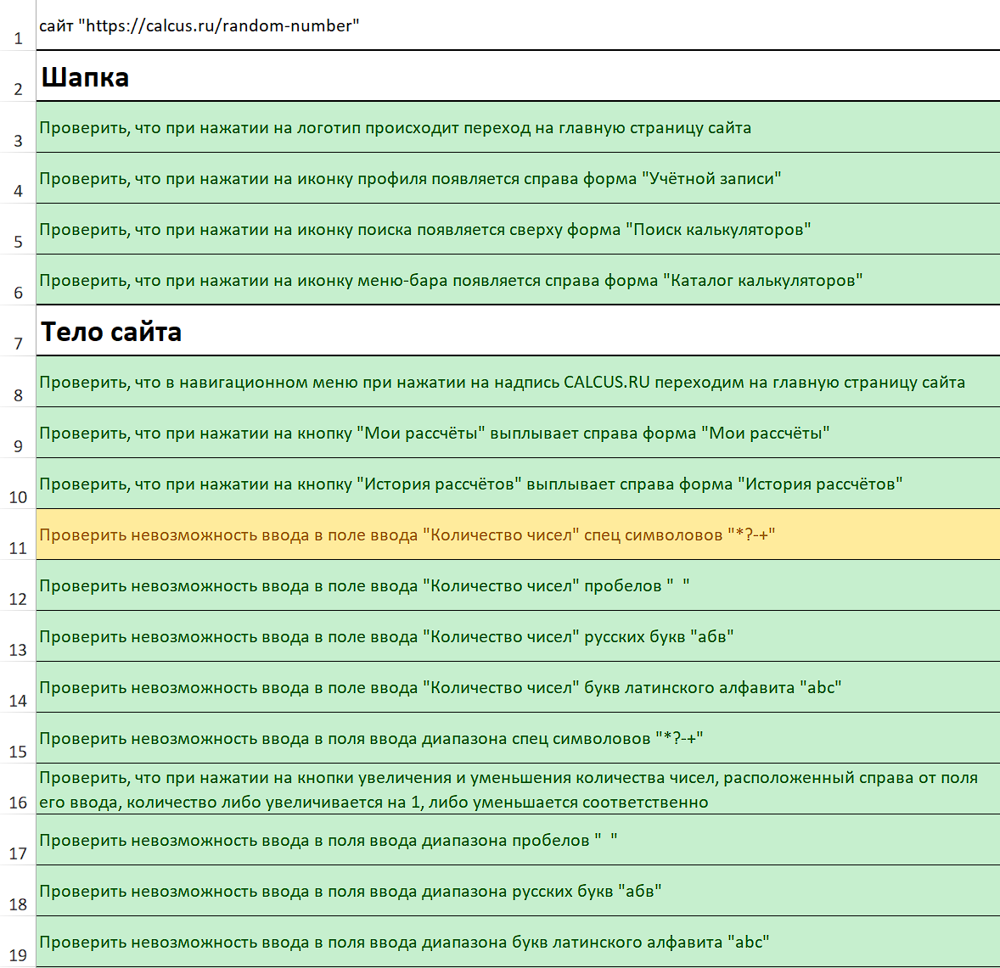 1 сайт "https://calcus.ru/random-number"
2 Шапка
3 Проверить, что при нажатии на логотип происходит переход на главную страницу сайта
4 Проверить, что при нажатии на иконку профиля появляется справа форма "Учётной записи"
5 Проверить, что при нажатии на иконку поиска появляется сверху форма "Поиск калькуляторов"
6 Проверить, что при нажатии на иконку меню-бара появляется справа форма "Каталог калькуляторов"
7 Тело сайта
8 Проверить, что в навигационном меню при нажатии на надпись CALCUS.RU переходим на главную страницу сайта
9 Проверить, что при нажатии на кнопку "Мои рассчёты" выплывает справа форма "Мои рассчёты"
10 Проверить, что при нажатии на кнопку "История рассчётов" выплывает справа форма "История рассчётов"
11 Проверить невозможность ввода в поле ввода "Количество чисел" спец символовов "*?-+"
12 Проверить невозможность ввода в поле ввода "Количество чисел" пробелов "  "
13 Проверить невозможность ввода в поле ввода "Количество чисел" русских букв "абв"
14 Проверить невозможность ввода в поле ввода "Количество чисел" букв латинского алфавита "abc"
15 Проверить невозможность ввода в поля ввода диапазона спец символовов "*?-+"
16 Проверить, что при нажатии на кнопки увеличения и уменьшения количества чисел, расположенный справа от поля
его ввода, количество либо увеличивается на 1, либо уменьшается соответственно
17 Проверить невозможность ввода в поля ввода диапазона пробелов "  "
18 Проверить невозможность ввода в поля ввода диапазона русских букв "абв"
19 Проверить невозможность ввода в поля ввода диапазона букв латинского алфавита "abc"